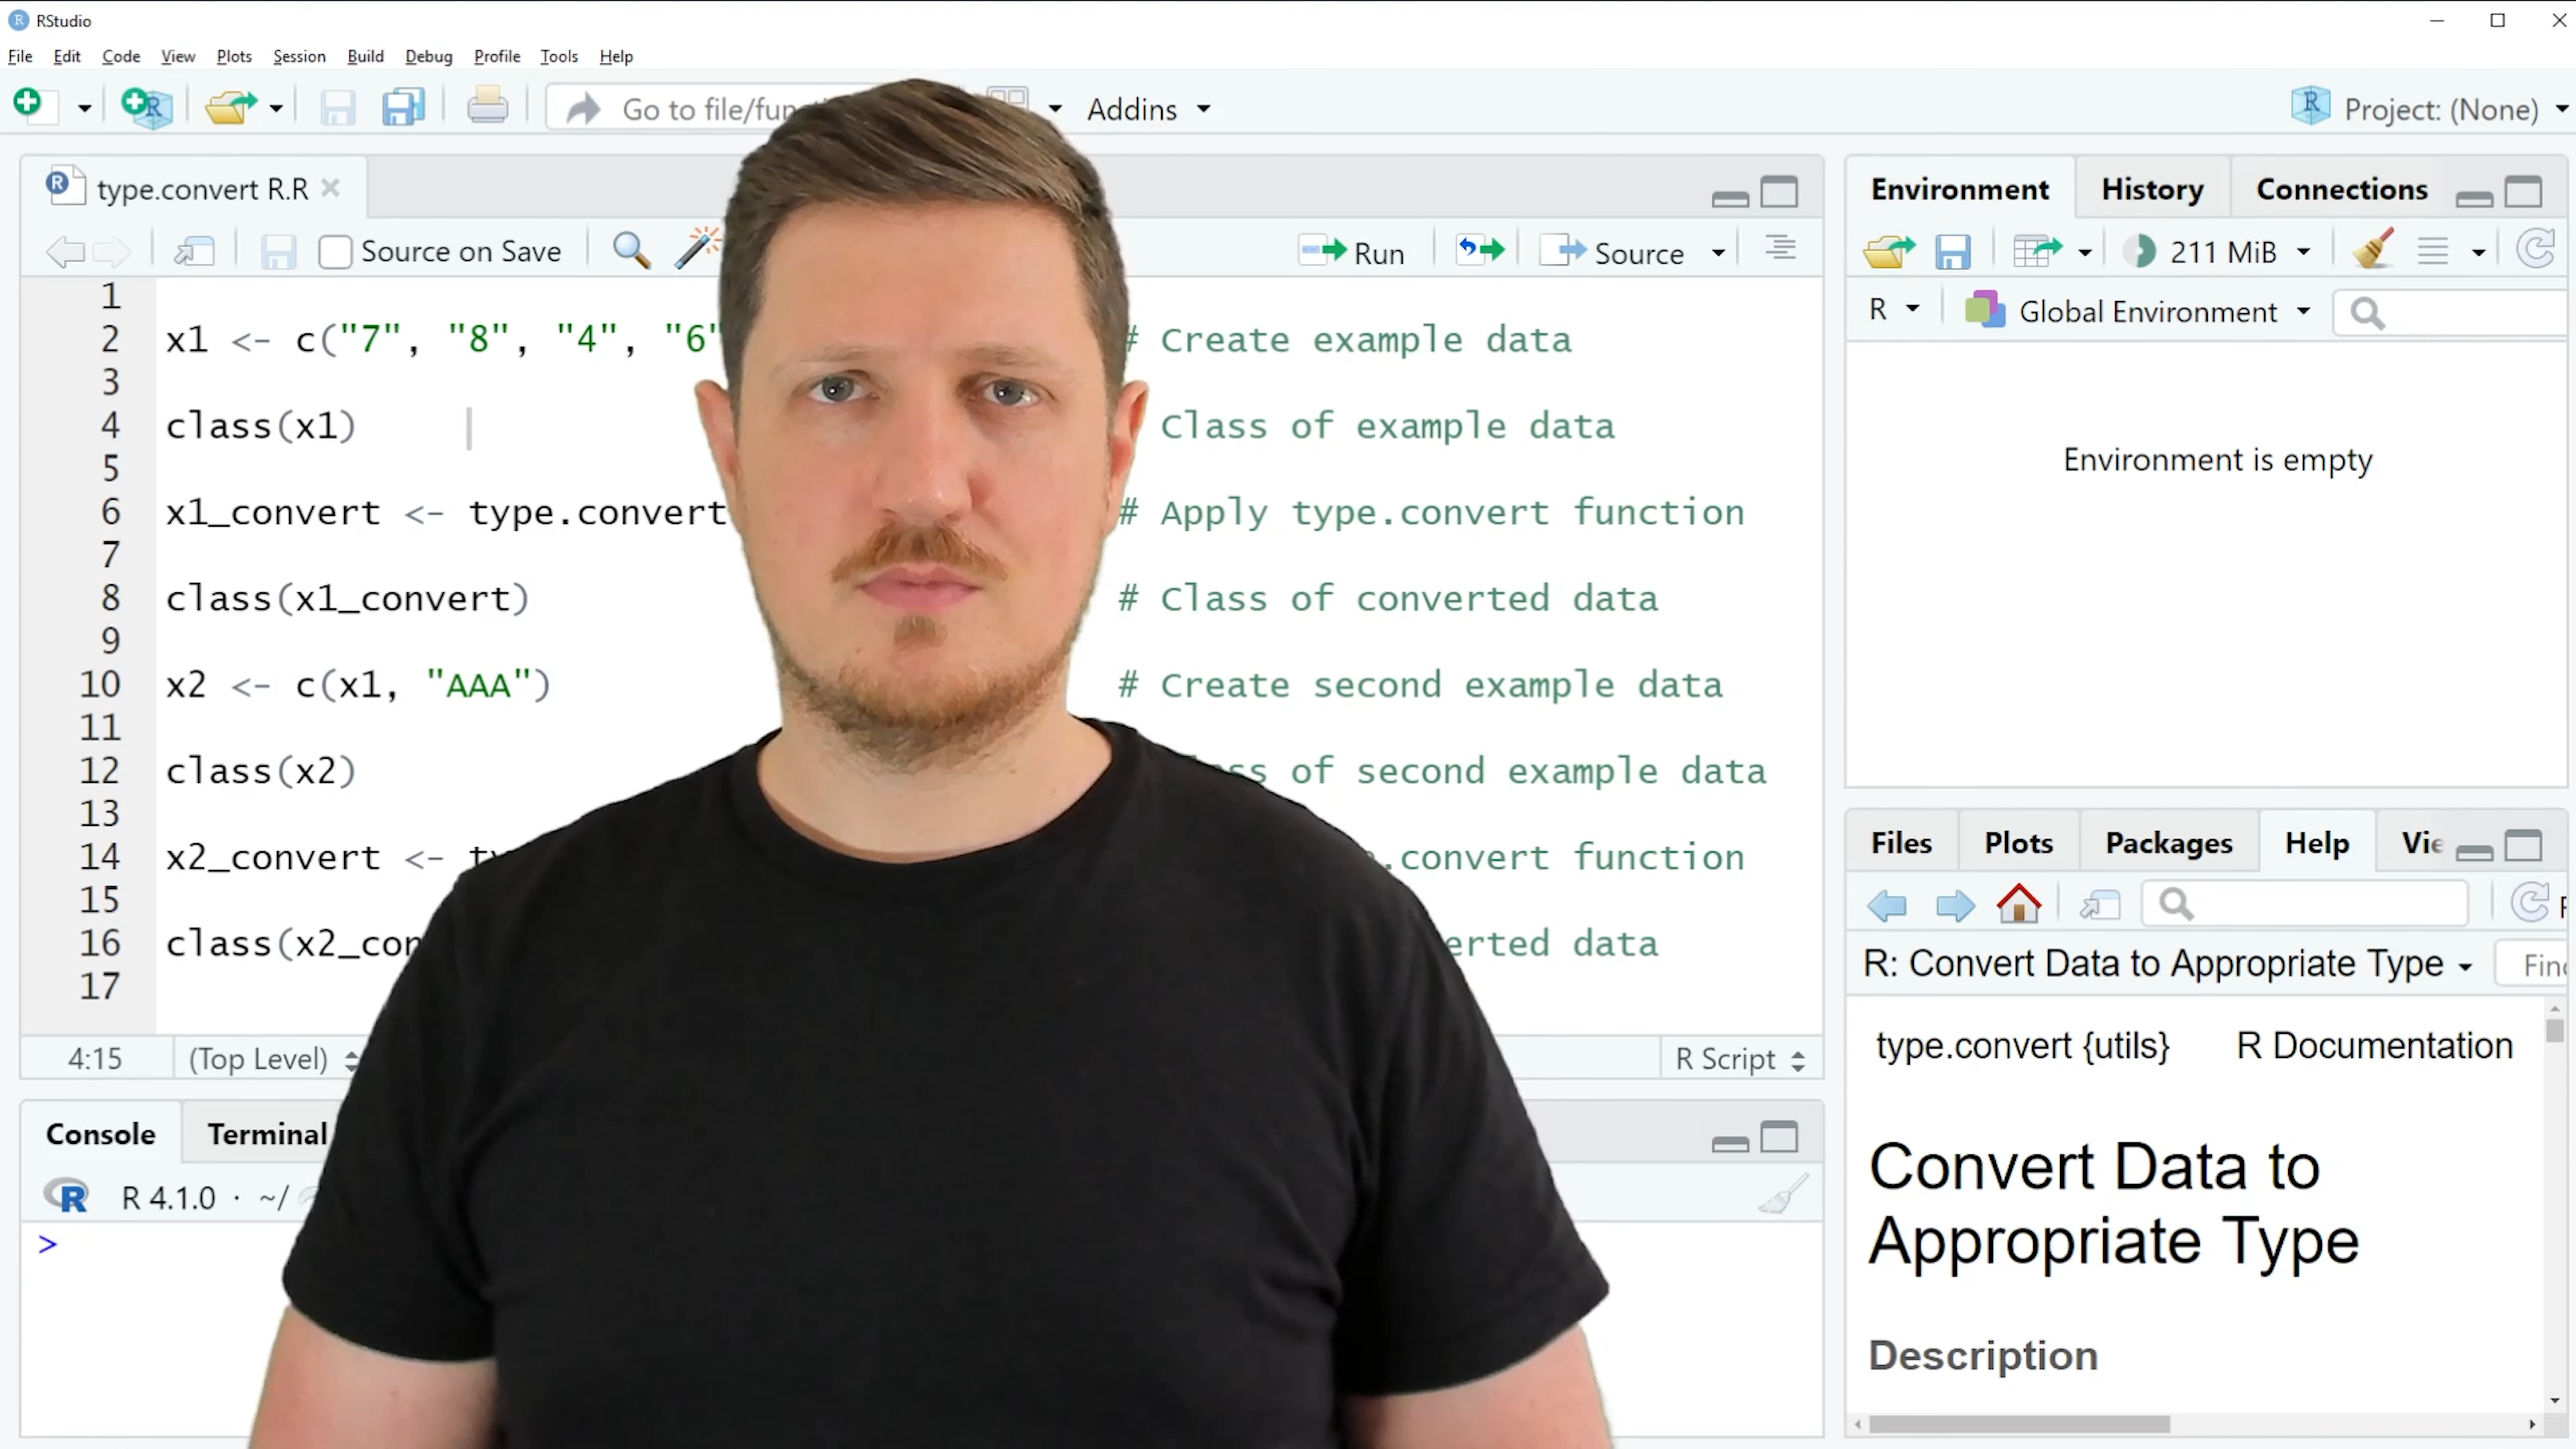 RStudio
File Edit Code View Plots Session Build Debug Profile Tools Help
Go to file/func Addins Project: (None)
type.convert R.R
Source on Save Run Source
1
2 x1 <- c("7", "8", "4", "6" # Create example data
3
4 class(x1) Class of example data
5
6 x1_convert <- type.convert # Apply type.convert function
7
8 class(x1_convert) # Class of converted data
9
10 x2 <- c(x1, "AAA") # Create second example data
11
12 class(x2) of second example data
13
14 x2_convert <- .convert function
15
16 class(x2_con erted data
17
4:15 (Top Level) R Script
Console Terminal
R 4.1.0 · ~/
>
Environment History Connections
211 MiB
R Global Environment
Environment is empty
Files Plots Packages Help Vie
R: Convert Data to Appropriate Type Find
type.convert {utils} R Documentation
Convert Data to
Appropriate Type
Description